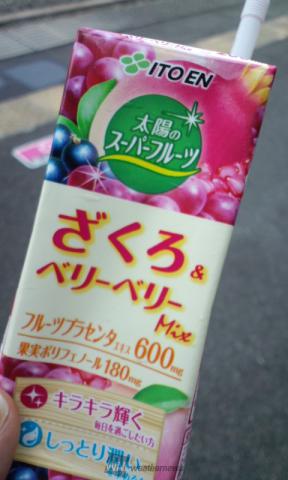 ITO EN
太陽の
スーパーフルーツ
ざくろ&
ベリーベリー
Mix
フルーツプラセンタエキス600mg
果実ポリフェノール180mg
キラキラ輝く
毎日を過ごしたい方
しっとり潤い